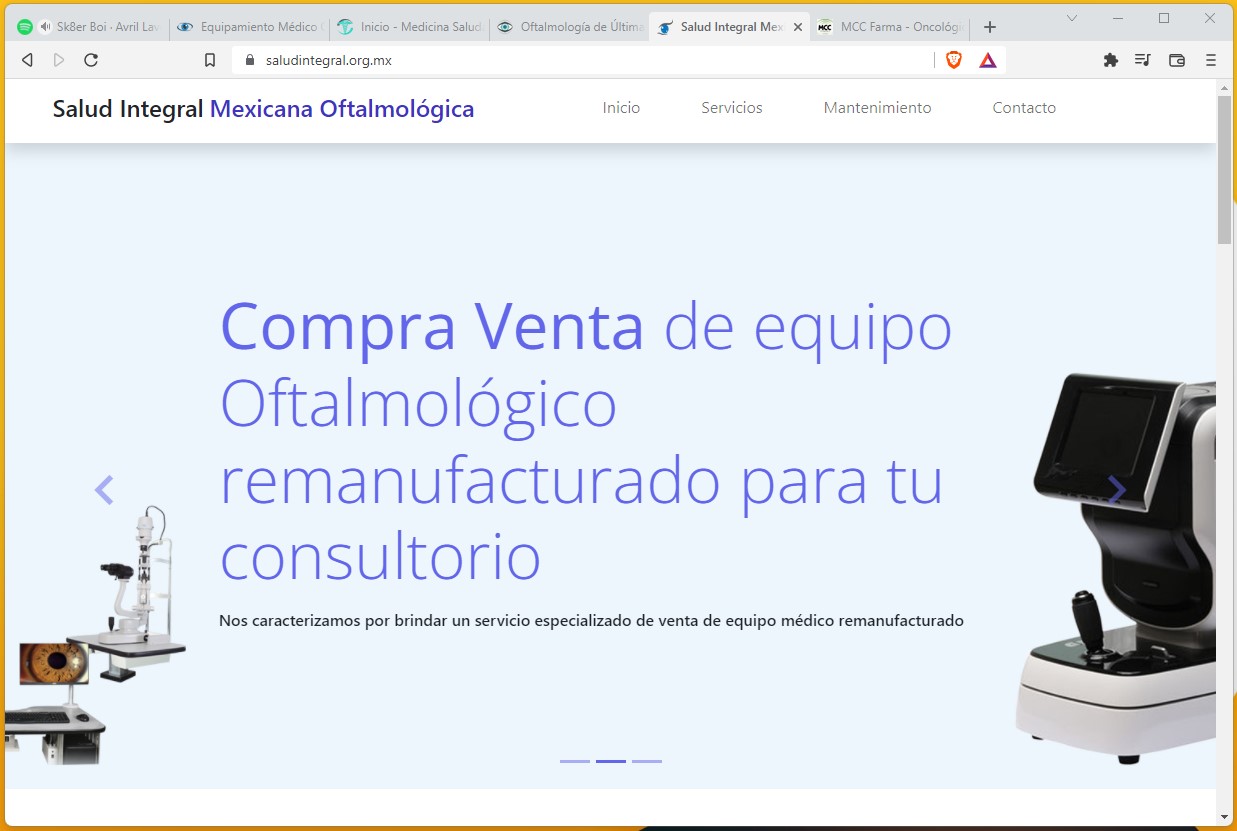 Sk8er Boi · Avril Lav
Equipamiento Médico
Inicio - Medicina Salud
Oftalmología de Última
Salud Integral Mex
MCC
MCC Farma - Oncológi
saludintegral.org.mx
Salud Integral Mexicana Oftalmológica
Inicio
Servicios
Mantenimiento
Contacto
Compra Venta de equipo
Oftalmológico
remanufacturado para tu
consultorio
Nos caracterizamos por brindar un servicio especializado de venta de equipo médico remanufacturado